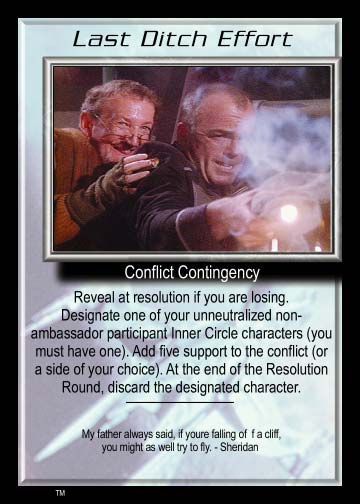 Last Ditch Effort
Conflict Contingency
Reveal at resolution if you are losing.
Designate one of your unneutralized non-
ambassador participant Inner Circle characters (you
must have one). Add five support to the conflict (or
a side of your choice). At the end of the Resolution
Round, discard the designated character.
My father always said, if youre falling of f a cliff,
you might as well try to fly. - Sheridan
TM